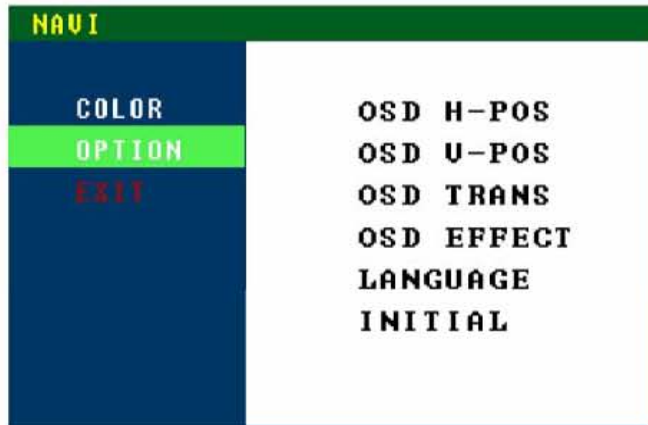 NAVI
COLOR
OPTION
EXIT
OSD H-POS
OSD V-POS
OSD TRANS
OSD EFFECT
LANGUAGE
INITIAL